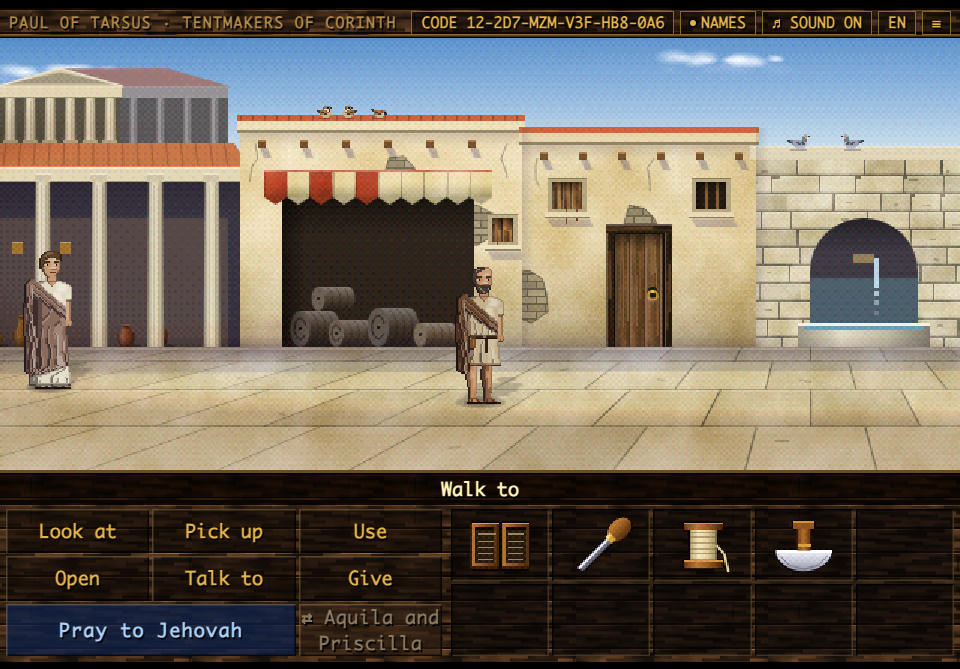 PAUL OF TARSUS · TENTMAKERS OF CORINTH
CODE 12-2D7-MZM-V3F-HB8-0A6
• NAMES
♬ SOUND ON
EN
≡
Walk to
Look at
Pick up
Use
Open
Talk to
Give
Pray to Jehovah
⇄ Aquila and
Priscilla